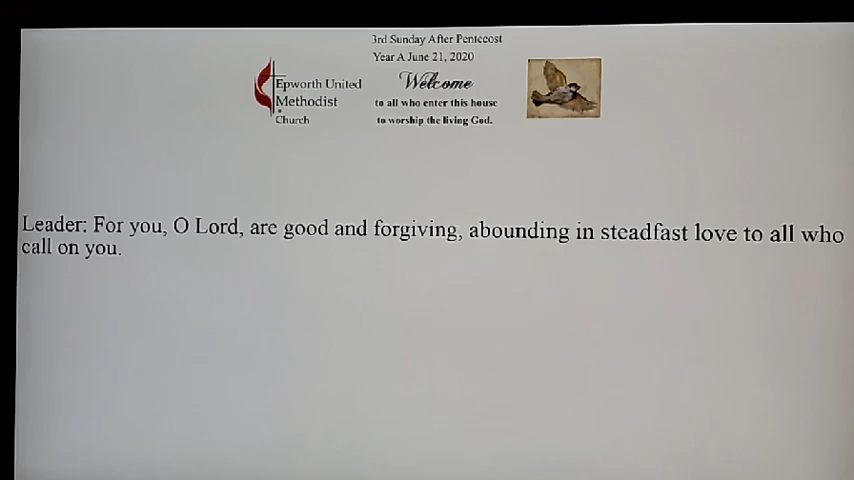 3rd Sunday After Pentecost
Year A June 21, 2020
Epworth United
Methodist
Church
Welcome
to all who enter this house
to worship the living God.
Leader: For you, O Lord, are good and forgiving, abounding in steadfast love to all who
call on you.